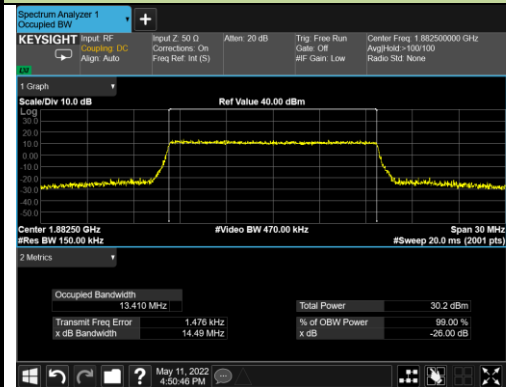 Spectrum Analyzer 1
Occupied BW
+
KEYSIGHT Input: RF Input Z: 50 Ω Atten: 20 dB Trig: Free Run Center Freq: 1.882500000 GHz
Coupling: DC Corrections: On Gate: Off Avg|Hold:>100/100
Align: Auto Freq Ref: Int (S) #IF Gain: Low Radio Std: None
1 Graph
Scale/Div 10.0 dB Ref Value 40.00 dBm
Log
30.0
20.0
10.0
0.00
-10.0
-20.0
-30.0
-40.0
-50.0
Center 1.88250 GHz #Video BW 470.00 kHz Span 30 MHz
#Res BW 150.00 kHz #Sweep 20.0 ms (2001 pts)
2 Metrics
Occupied Bandwidth
13.410 MHz Total Power 30.2 dBm
Transmit Freq Error 1.476 kHz % of OBW Power 99.00 %
x dB Bandwidth 14.49 MHz x dB -26.00 dB
? May 11, 2022
4:50:46 PM